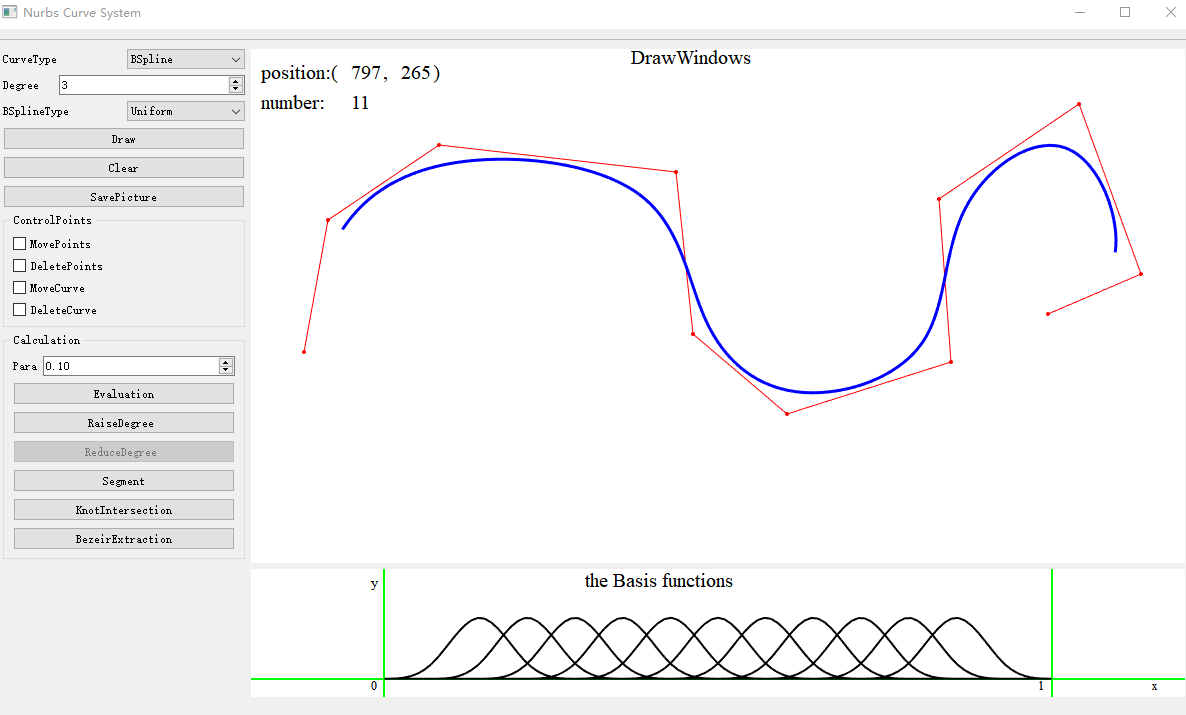 Nurbs Curve System
CurveType BSpline
Degree 3
BSplineType Uniform
Draw
Clear
SavePicture
ControlPoints
MovePoints
DeletePoints
MoveCurve
DeleteCurve
Calculation
Para 0.10
Evaluation
RaiseDegree
ReduceDegree
Segment
KnotIntersection
BezeirExtraction
DrawWindows
position:( 797, 265)
number: 11
the Basis functions
y
0 1 x